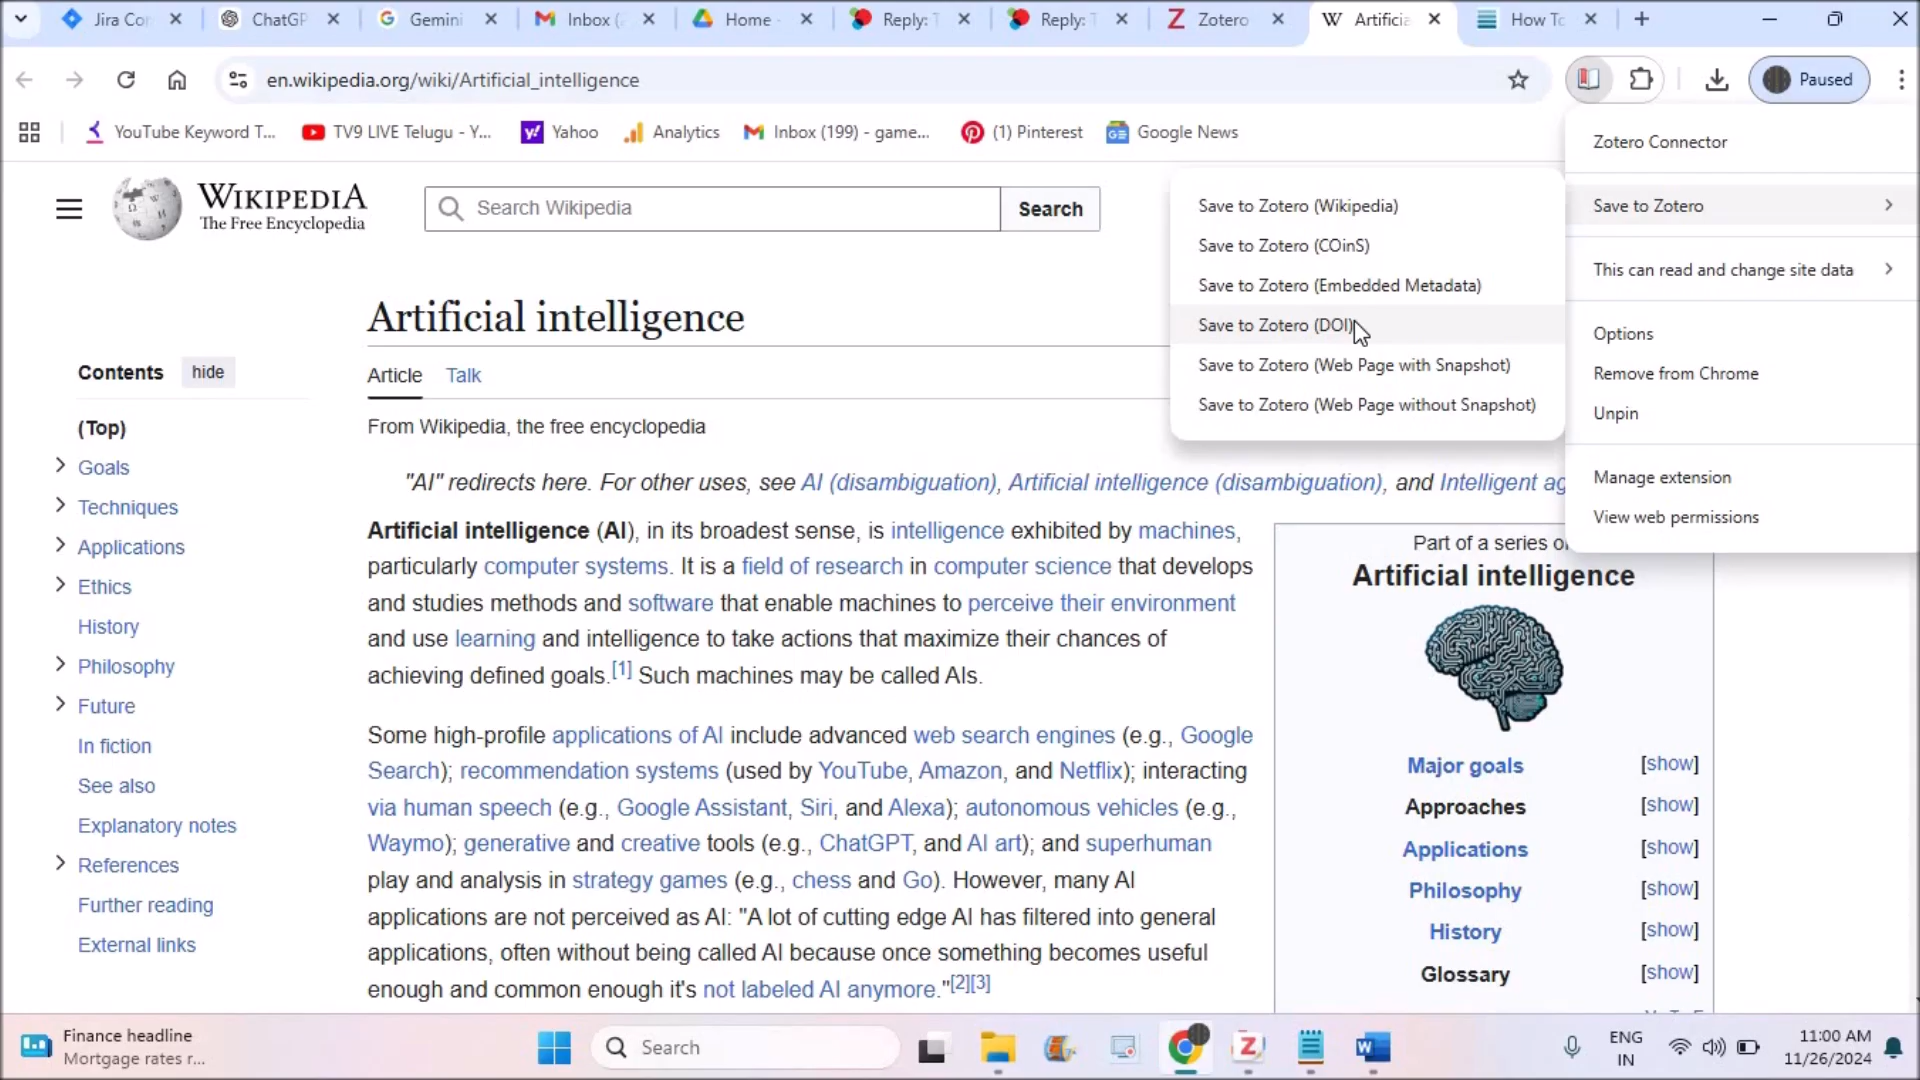 Jira Con
ChatGP
Gemini
Inbox (
Home -
Reply: T
Reply: T
Zotero
Artificia
How To
en.wikipedia.org/wiki/Artificial_intelligence
Paused
YouTube Keyword T...
TV9 LIVE Telugu - Y...
Yahoo
Analytics
Inbox (199) - game...
(1) Pinterest
Google News
Zotero Connector
Save to Zotero
This can read and change site data
Options
Remove from Chrome
Unpin
Manage extension
View web permissions
Save to Zotero (Wikipedia)
Save to Zotero (COinS)
Save to Zotero (Embedded Metadata)
Save to Zotero (DOI)
Save to Zotero (Web Page with Snapshot)
Save to Zotero (Web Page without Snapshot)
WIKIPEDIA
The Free Encyclopedia
Search Wikipedia
Search
Contents hide
(Top)
Goals
Techniques
Applications
Ethics
History
Philosophy
Future
In fiction
See also
Explanatory notes
References
Further reading
External links
Artificial intelligence
Article Talk
From Wikipedia, the free encyclopedia
"AI" redirects here. For other uses, see AI (disambiguation), Artificial intelligence (disambiguation), and Intelligent ag
Artificial intelligence (AI), in its broadest sense, is intelligence exhibited by machines,
particularly computer systems. It is a field of research in computer science that develops
and studies methods and software that enable machines to perceive their environment
and use learning and intelligence to take actions that maximize their chances of
achieving defined goals.[1] Such machines may be called AIs.
Some high-profile applications of AI include advanced web search engines (e.g., Google
Search); recommendation systems (used by YouTube, Amazon, and Netflix); interacting
via human speech (e.g., Google Assistant, Siri, and Alexa); autonomous vehicles (e.g.,
Waymo); generative and creative tools (e.g., ChatGPT, and AI art); and superhuman
play and analysis in strategy games (e.g., chess and Go). However, many AI
applications are not perceived as AI: "A lot of cutting edge AI has filtered into general
applications, often without being called AI because once something becomes useful
enough and common enough it's not labeled AI anymore."[2][3]
Part of a series o
Artificial intelligence
Major goals [show]
Approaches [show]
Applications [show]
Philosophy [show]
History [show]
Glossary [show]
Finance headline
Mortgage rates r...
Search
ENG
IN
11:00 AM
11/26/2024